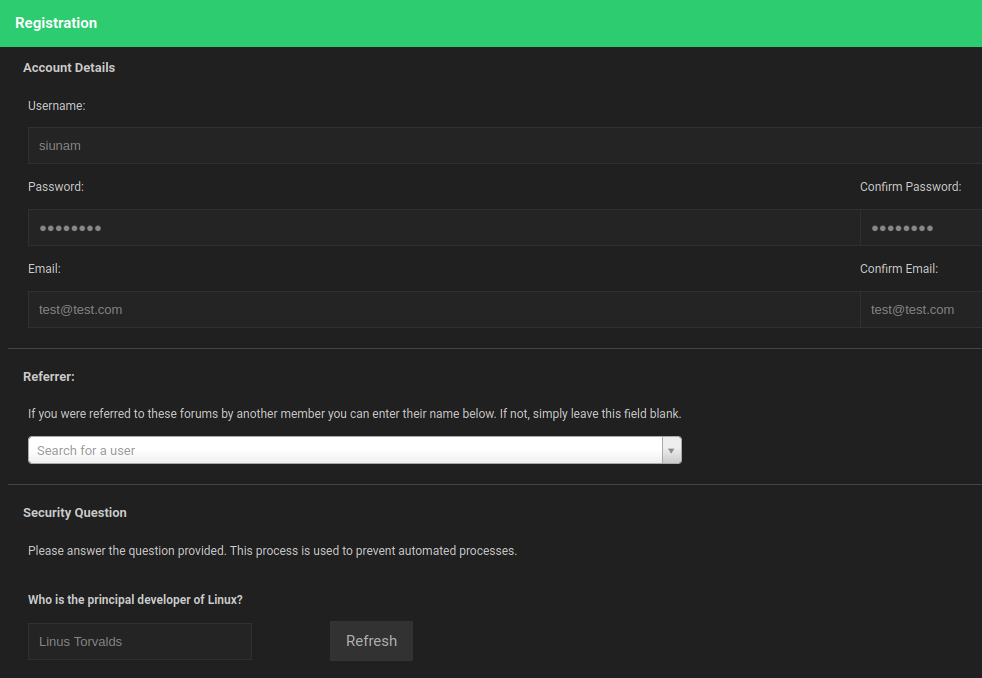 Registration
Account Details
Username:
siunam
Password: Confirm Password:
●●●●●●●● ●●●●●●●●
Email: Confirm Email:
test@test.com test@test.com
Referrer:
If you were referred to these forums by another member you can enter their name below. If not, simply leave this field blank.
Search for a user
Security Question
Please answer the question provided. This process is used to prevent automated processes.
Who is the principal developer of Linux?
Linus Torvalds Refresh